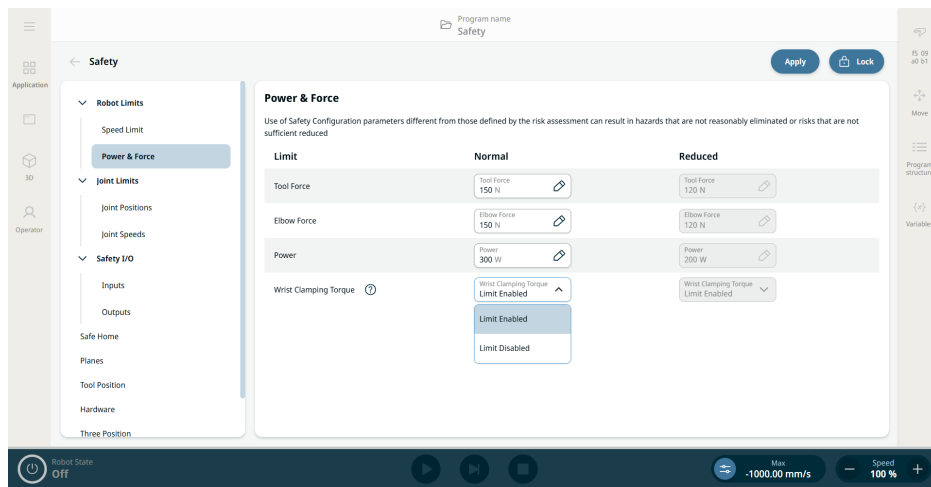 Program name
Safety
Safety
Apply
Lock
f5 09
a0 b1
Application
Move
3D
Program
structure
Operator
{x}
Variable
Robot Limits
Speed Limit
Power & Force
Joint Limits
Joint Positions
Joint Speeds
Safety I/O
Inputs
Outputs
Safe Home
Planes
Tool Position
Hardware
Three Position
Power & Force
Use of Safety Configuration parameters different from those defined by the risk assessment can result in hazards that are not reasonably eliminated or risks that are not
sufficient reduced
Limit Normal Reduced
Tool Force
Tool Force
150 N
Tool Force
120 N
Elbow Force
Elbow Force
150 N
Elbow Force
120 N
Power
Power
300 W
Power
200 W
Wrist Clamping Torque ?
Wrist Clamping Torque
Limit Enabled
Wrist Clamping Torque
Limit Enabled
Limit Enabled
Limit Disabled
Robot State
Off
Max
-1000.00 mm/s
Speed
100 %